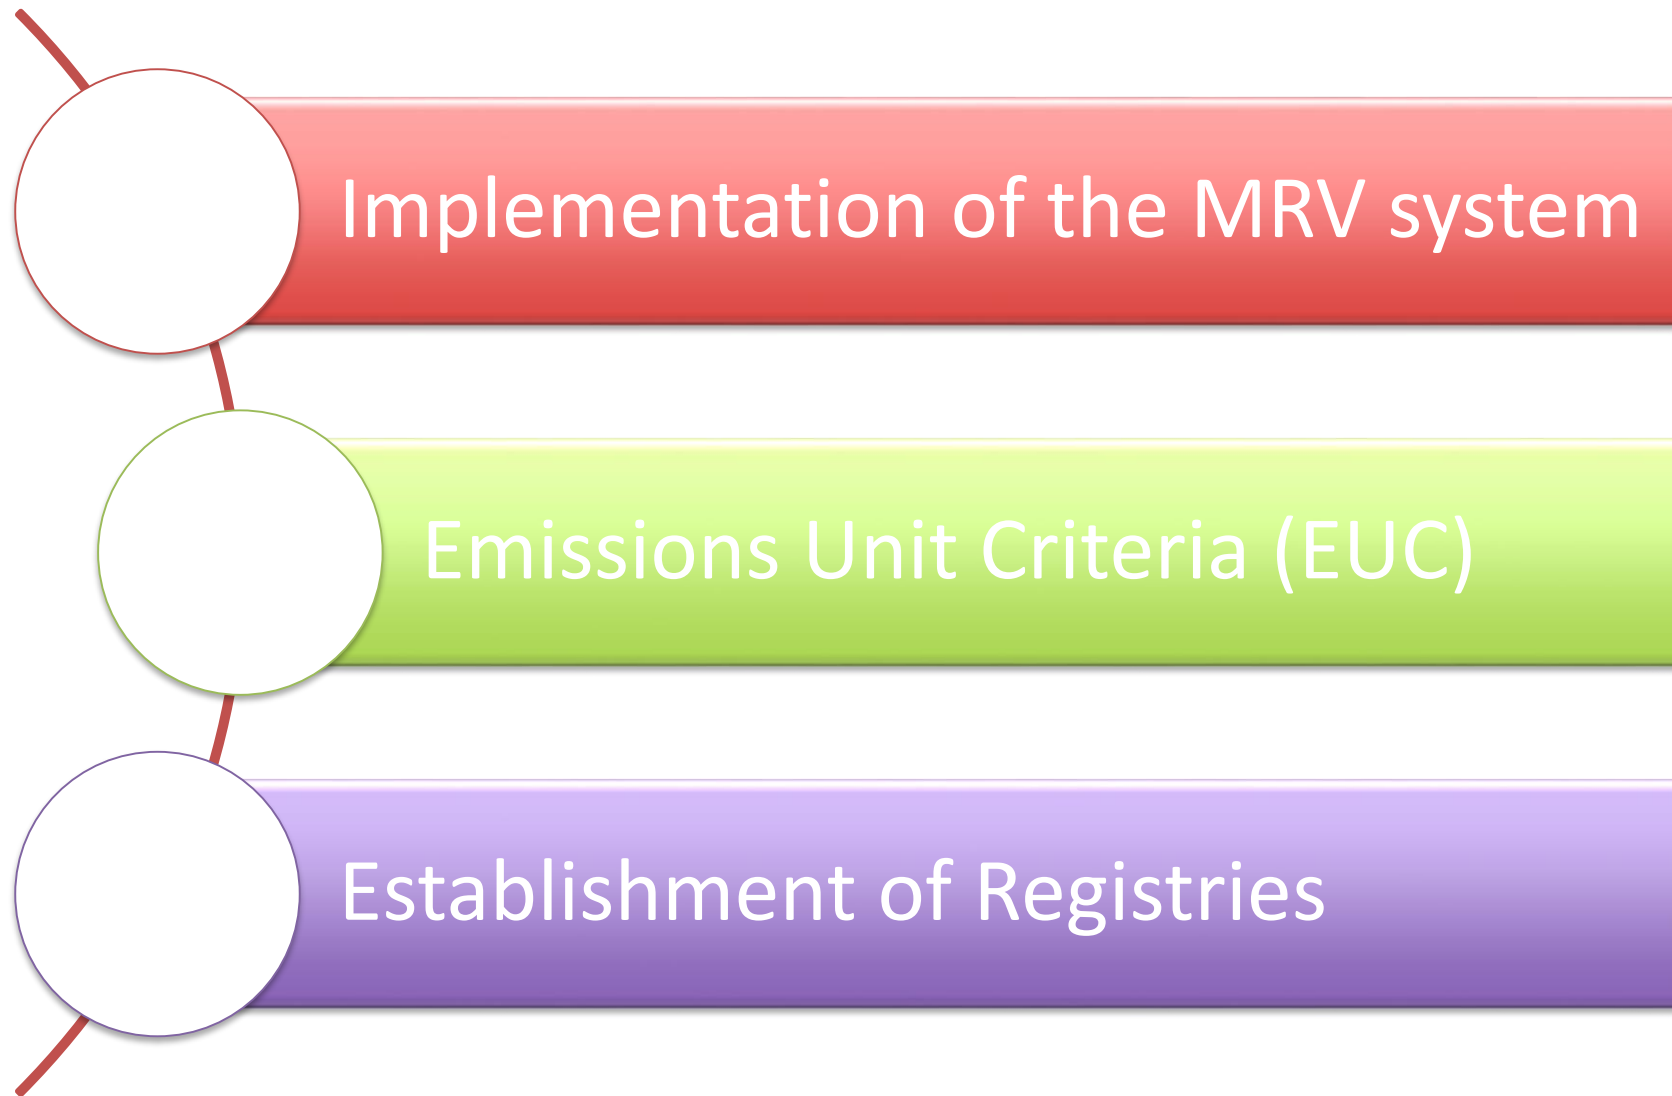 Implementation of the MRV system
Emissions Unit Criteria (EUC)
Establishment of Registries